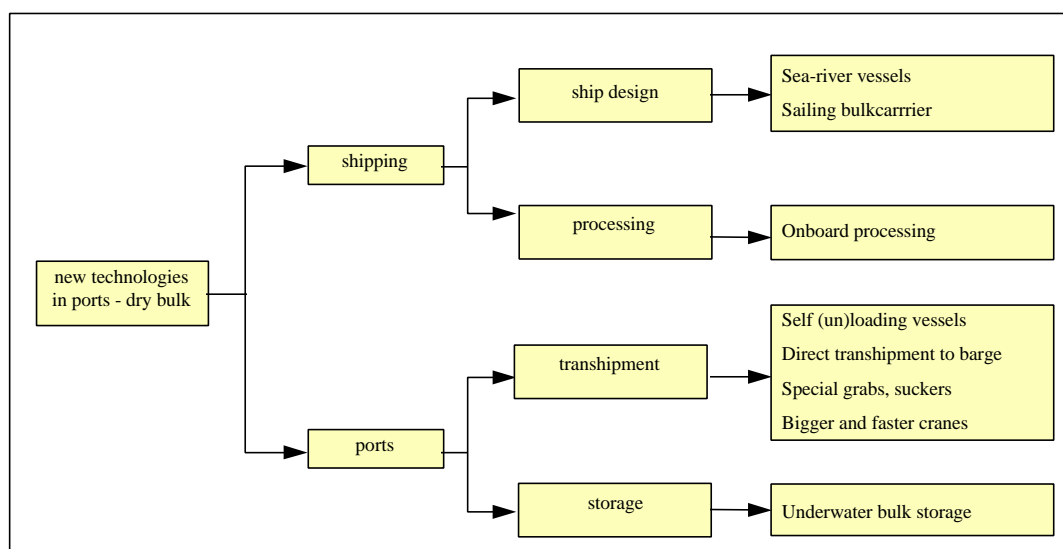 new technologies
in ports - dry bulk
shipping
ship design
Sea-river vessels
Sailing bulkcarrrier
processing
Onboard processing
ports
transhipment
Self (un)loading vessels
Direct transhipment to barge
Special grabs, suckers
Bigger and faster cranes
storage
Underwater bulk storage